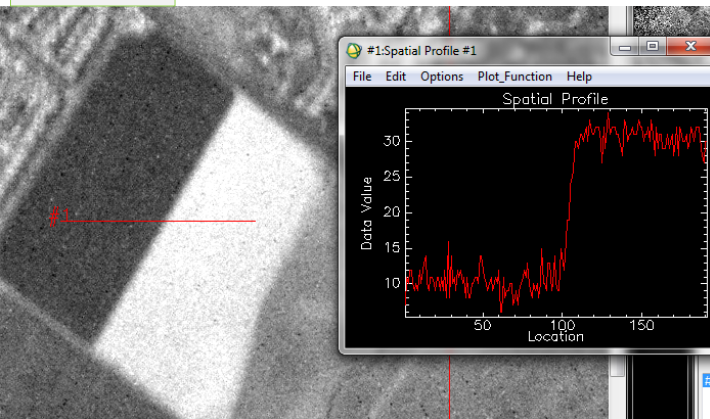 #1:Spatial Profile #1
File Edit Options Plot_Function Help
Spatial Profile
Data Value
30
25
20
15
10
50 100 150
Location
#1
#